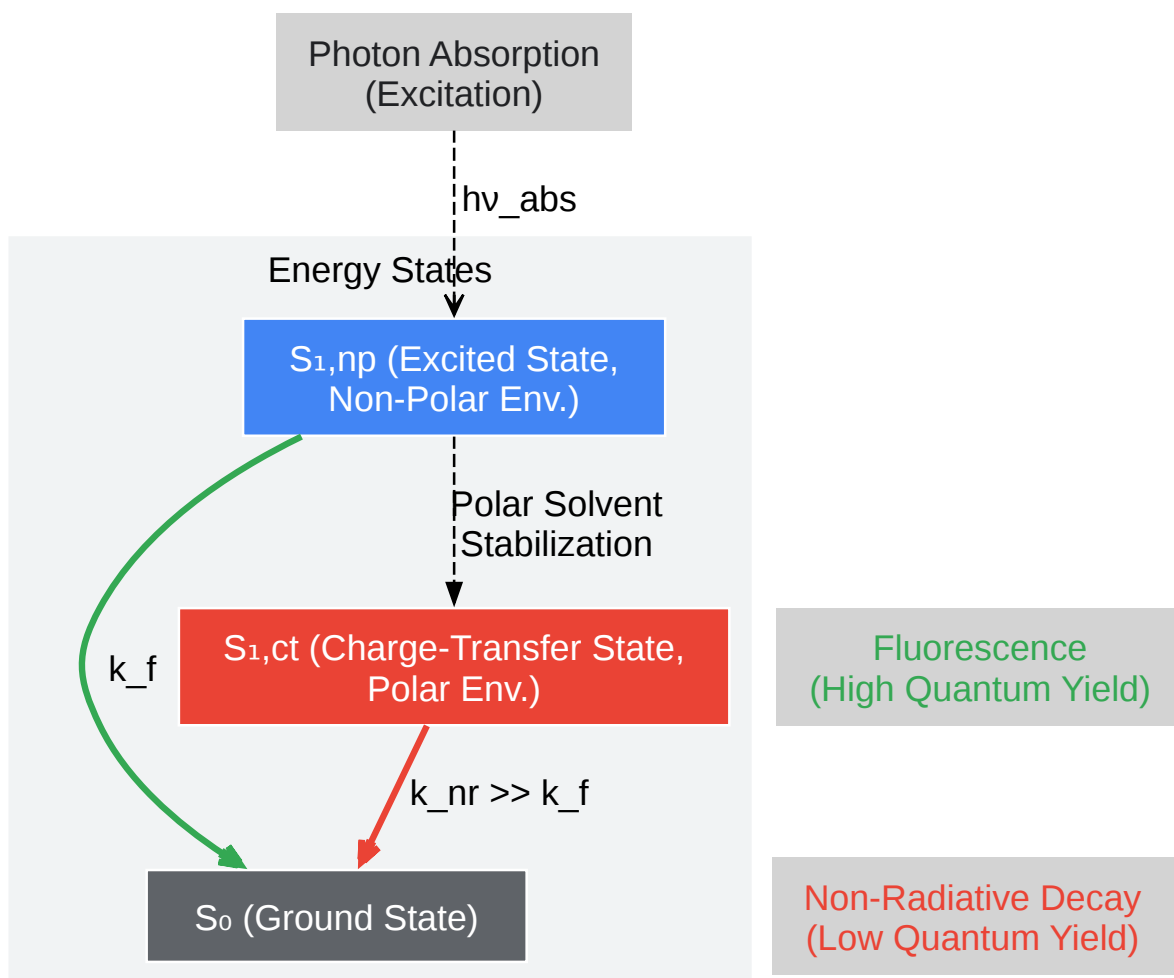 Photon Absorption
(Excitation)
hν_abs
Energy States
S₁,np (Excited State,
Non-Polar Env.)
Polar Solvent
Stabilization
k_f
S₁,ct (Charge-Transfer State,
Polar Env.)
Fluorescence
(High Quantum Yield)
k_nr >> k_f
S₀ (Ground State)
Non-Radiative Decay
(Low Quantum Yield)